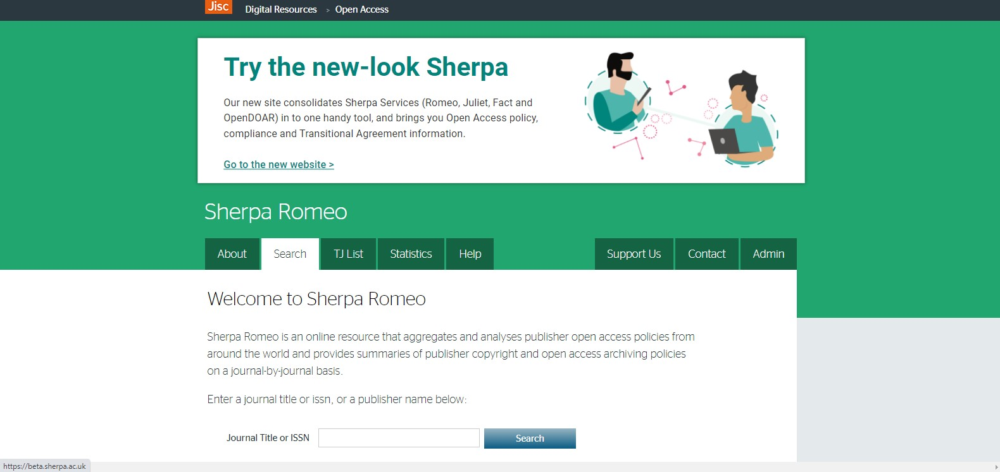 Jisc Digital Resources > Open Access
Try the new-look Sherpa
Our new site consolidates Sherpa Services (Romeo, Juliet, Fact and
OpenDOAR) in to one handy tool, and brings you Open Access policy,
compliance and Transitional Agreement information.
Go to the new website >
Sherpa Romeo
About Search TJ List Statistics Help Support Us Contact Admin
Welcome to Sherpa Romeo
Sherpa Romeo is an online resource that aggregates and analyses publisher open access policies from
around the world and provides summaries of publisher copyright and open access archiving policies
on a journal-by-journal basis.
Enter a journal title or issn, or a publisher name below:
Journal Title or ISSN Search
https://beta.sherpa.ac.uk